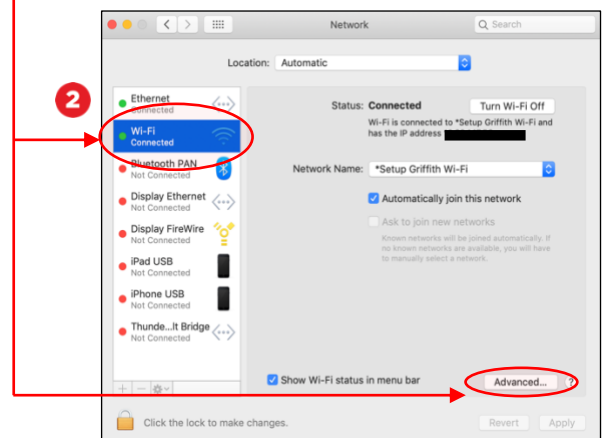 Network
Search
Location: Automatic
2
Ethernet
Connected
Wi-Fi
Connected
Bluetooth PAN
Not Connected
Display Ethernet
Not Connected
Display FireWire
Not Connected
iPad USB
Not Connected
iPhone USB
Not Connected
Thunde...lt Bridge
Not Connected
Status: Connected
Turn Wi-Fi Off
Wi-Fi is connected to *Setup Griffith Wi-Fi and
has the IP address
Network Name: *Setup Griffith Wi-Fi
Automatically join this network
Ask to join new networks
Known networks will be joined automatically. If
no known networks are available, you will have
to manually select a network.
Show Wi-Fi status in menu bar
Advanced...
?
Click the lock to make changes.
Revert
Apply